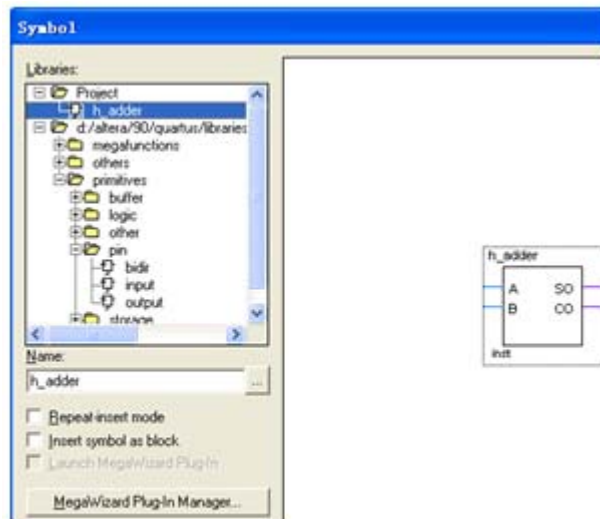 Symbol
Libraries:
Project
h_adder
d:/altera/90/quartus/libraries
megafunctions
others
primitives
buffer
logic
other
pin
bidir
input
output
storage
Name:
h_adder
...
Repeat-insert mode
Insert symbol as block
Launch MegaWizard Plug-In
MegaWizard Plug-In Manager...
h_adder
A SO
B CO
inst